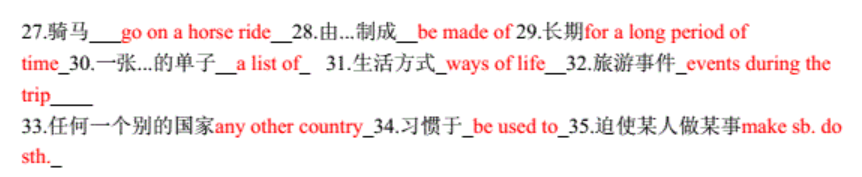 27.骑马___go on a horse ride__28.由...制成__be made of 29.长期for a long period of
time_30.一张...的单子__a list of_ 31.生活方式_ways of life__32.旅游事件_events during the
trip____
33.任何一个别的国家any other country_34.习惯于_be used to_35.迫使某人做某事make sb. do
sth._